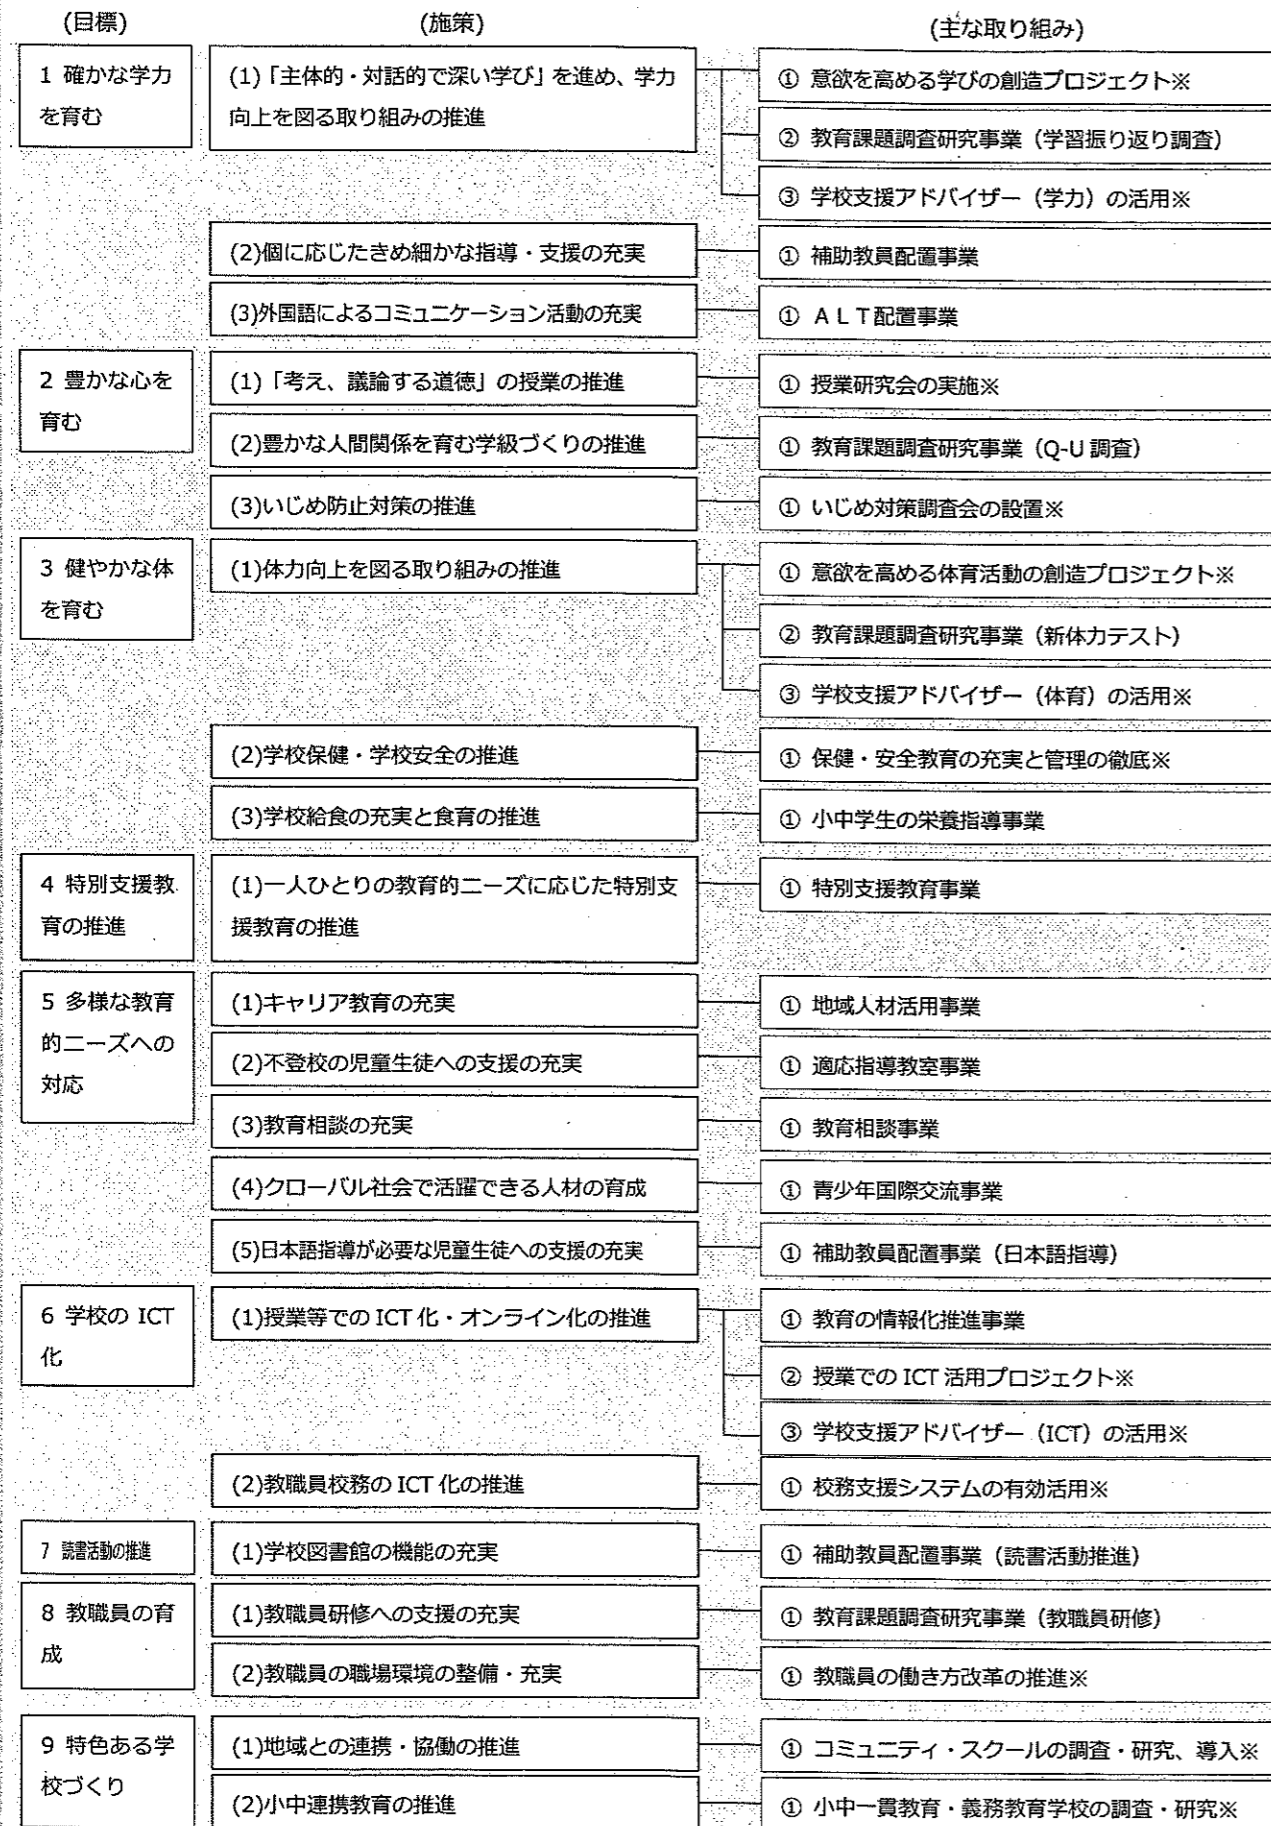 (目標)
(施策)
(主な取り組み)
1 確かな学力
を育む
(1)「主体的・対話的で深い学び」を進め、学力
向上を図る取り組みの推進
① 意欲を高める学びの創造プロジェクト※
② 教育課題調査研究事業（学習振り返り調査）
③ 学校支援アドバイザー（学力）の活用※
(2)個に応じたきめ細かな指導・支援の充実
① 補助教員配置事業
(3)外国語によるコミュニケーション活動の充実
① ＡＬＴ配置事業
2 豊かな心を
育む
(1)「考え、議論する道徳」の授業の推進
① 授業研究会の実施※
(2)豊かな人間関係を育む学級づくりの推進
① 教育課題調査研究事業（Q-U 調査）
(3)いじめ防止対策の推進
① いじめ対策調査会の設置※
3 健やかな体
を育む
(1)体力向上を図る取り組みの推進
① 意欲を高める体育活動の創造プロジェクト※
② 教育課題調査研究事業（新体力テスト）
③ 学校支援アドバイザー（体育）の活用※
(2)学校保健・学校安全の推進
① 保健・安全教育の充実と管理の徹底※
(3)学校給食の充実と食育の推進
① 小中学生の栄養指導事業
4 特別支援教
育の推進
(1)一人ひとりの教育的ニーズに応じた特別支
援教育の推進
① 特別支援教育事業
5 多様な教育
的ニーズへの
対応
(1)キャリア教育の充実
① 地域人材活用事業
(2)不登校の児童生徒への支援の充実
① 適応指導教室事業
(3)教育相談の充実
① 教育相談事業
(4)グローバル社会で活躍できる人材の育成
① 青少年国際交流事業
(5)日本語指導が必要な児童生徒への支援の充実
① 補助教員配置事業（日本語指導）
6 学校の ICT
化
(1)授業等での ICT 化・オンライン化の推進
① 教育の情報化推進事業
② 授業での ICT 活用プロジェクト※
③ 学校支援アドバイザー（ICT）の活用※
(2)教職員校務の ICT 化の推進
① 校務支援システムの有効活用※
7 読書活動の推進
(1)学校図書館の機能の充実
① 補助教員配置事業（読書活動推進）
8 教職員の育
成
(1)教職員研修への支援の充実
① 教育課題調査研究事業（教職員研修）
(2)教職員の職場環境の整備・充実
① 教職員の働き方改革の推進※
9 特色ある学
校づくり
(1)地域との連携・協働の推進
① コミュニティ・スクールの調査・研究、導入※
(2)小中連携教育の推進
① 小中一貫教育・義務教育学校の調査・研究※